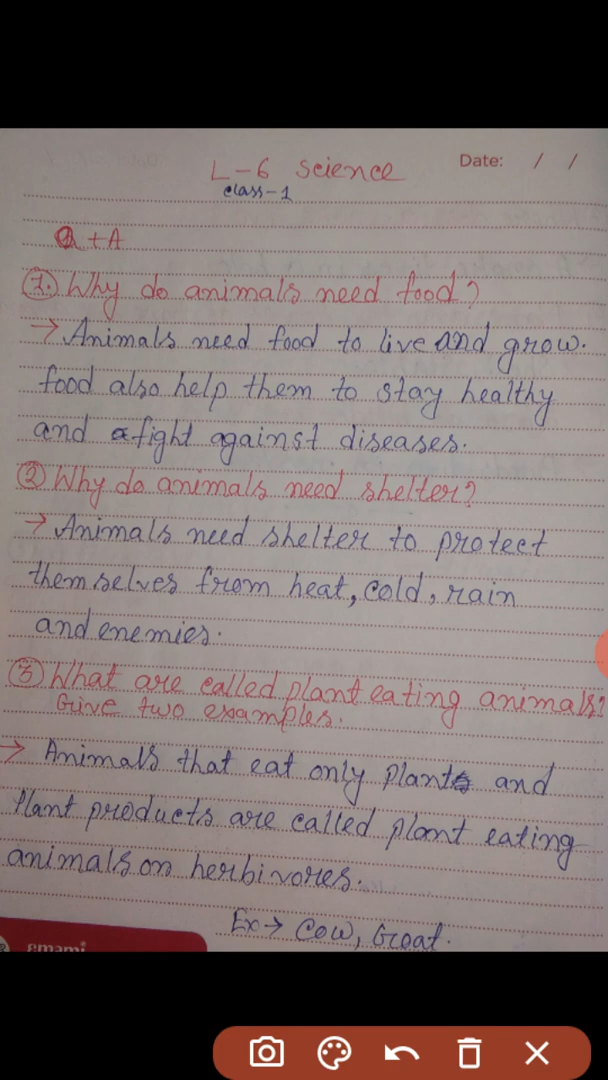 Date: / /
L-6 Science
class-1
Q+A
1. Why do animals need food?
→ Animals need food to live and grow.
food also help them to stay healthy
and fight against diseases.
2 Why do animals need shelter?
→ Animals need shelter to protect
themselves from heat, cold, rain
and enemies.
3 What are called plant eating animals?
Give two examples.
→ Animals that eat only plants and
Plant products are called plant eating
animals or herbivores.
Ex→ Cow, Goat.
emami